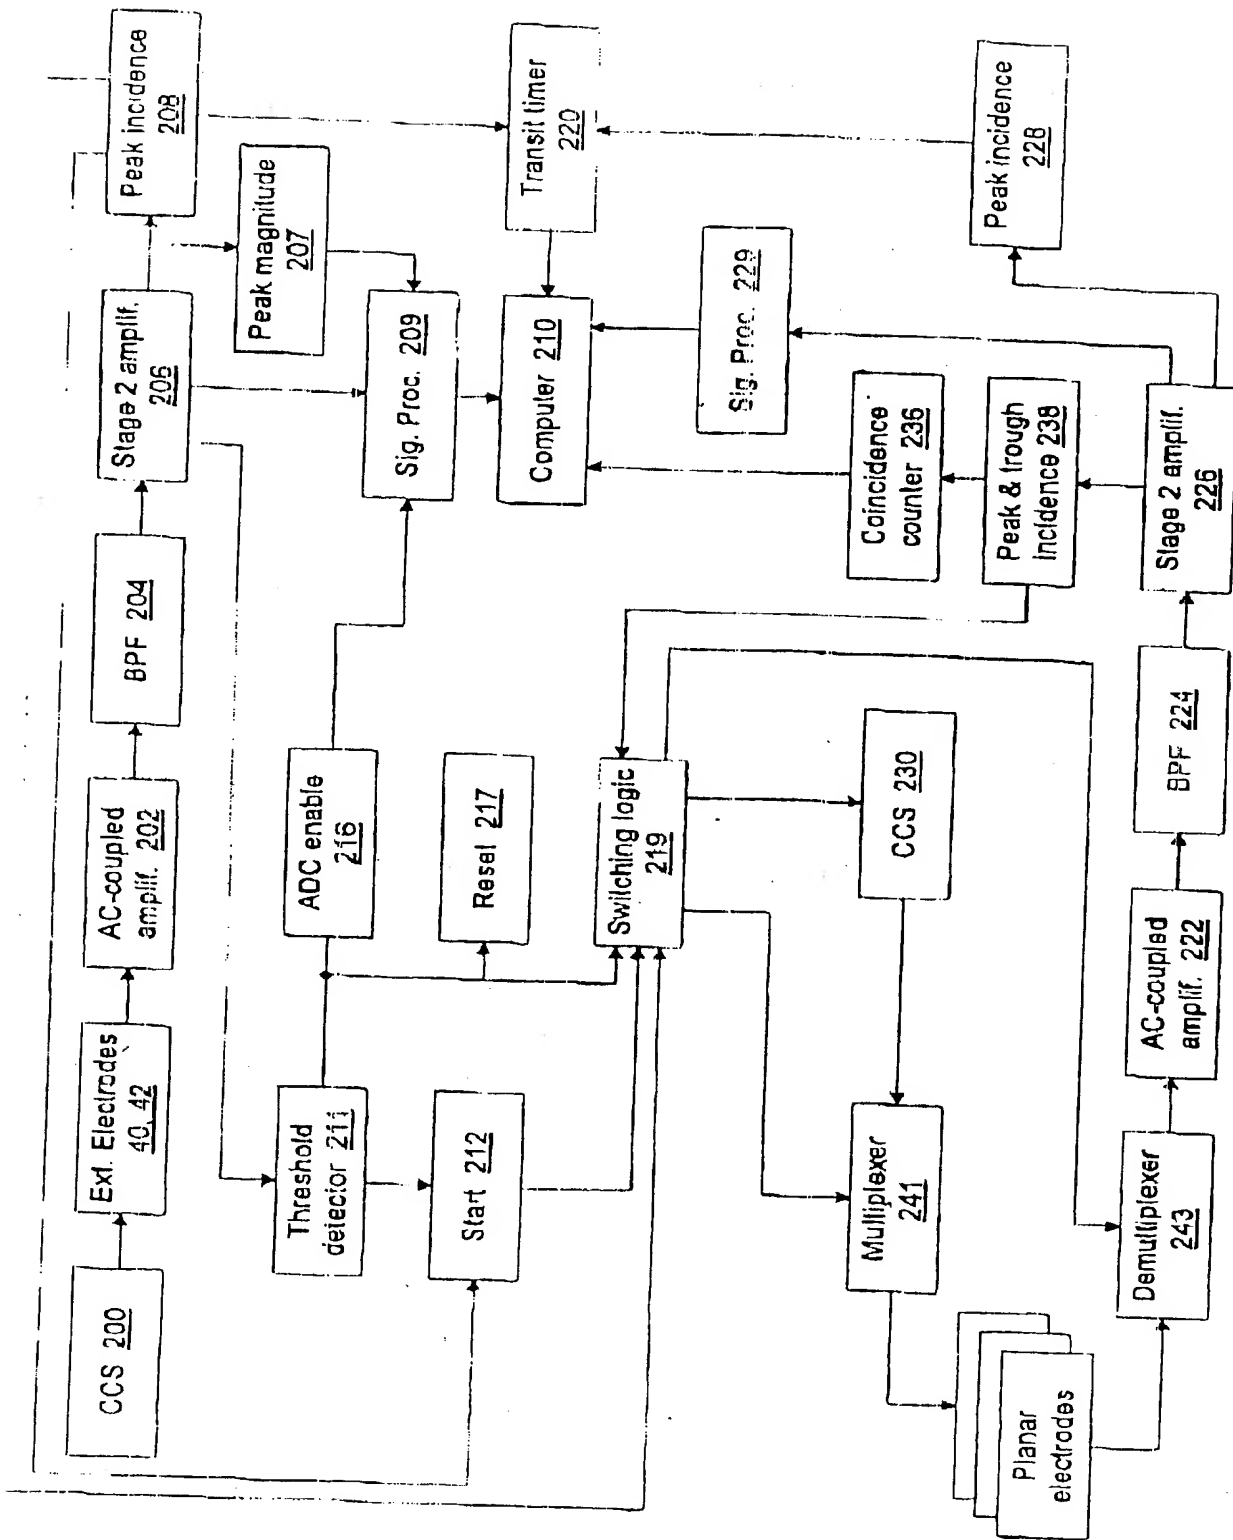 CCS 200
Ext. Electrodes
40, 42
AC-coupled
amplif. 202
BPF 204
Stage 2 amplif.
206
Peak incidence
208
Peak magnitude
207
Threshold
detector 211
ADC enable
216
Sig. Proc. 209
Transit timer
220
Start 212
Reset 217
Computer 210
Switching logic
219
Sig. Proc. 229
Coincidence
counter 236
Peak & trough
incidence 238
Peak incidence
228
CCS 230
Multiplexer
241
Planar
electrodes
Demultiplexer
243
AC-coupled
amplif. 222
BPF 224
Stage 2 amplif.
226